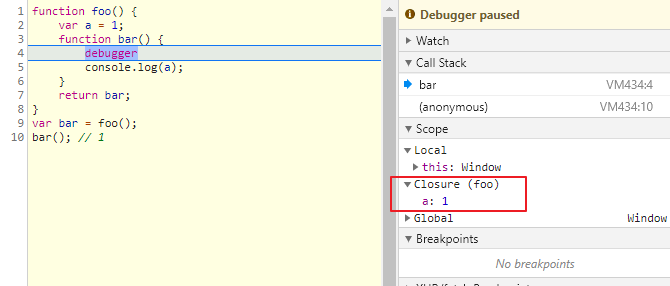 1 function foo() {
2     var a = 1;
3     function bar() {
4         debugger
5         console.log(a);
6     }
7     return bar;
8 }
9 var bar = foo();
10 bar(); // 1
Debugger paused
Watch
Call Stack
bar VM434:4
(anonymous) VM434:10
Scope
Local
this: Window
Closure (foo)
a: 1
Global Window
Breakpoints
No breakpoints
XHR/fetch Breakpoints